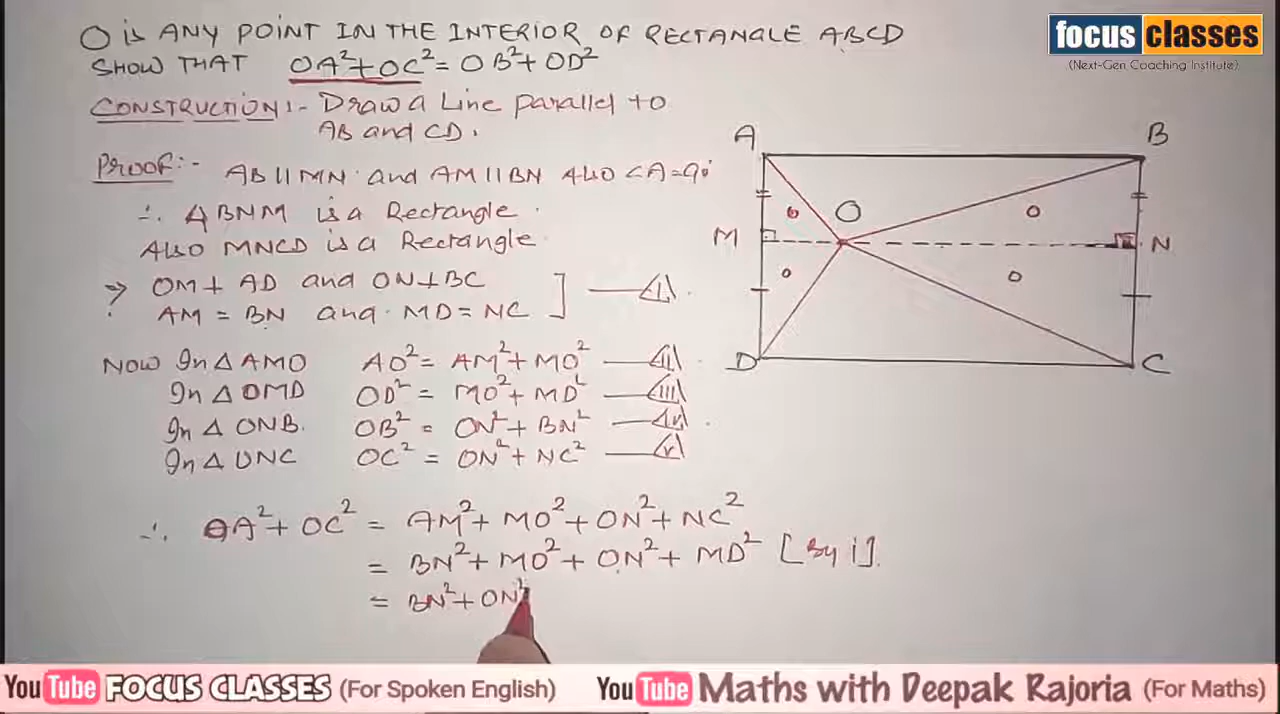 O is ANY POINT IN THE INTERIOR OF RECTANGLE ABCD
SHOW THAT OA²+OC²=OB²+OD²
focus classes
(Next-Gen Coaching Institute)
CONSTRUCTION:- Draw a Line parallel to
AB and CD.
Proof:- AB॥MN and AM॥BN Also <A=90°
∴ ABNM is a Rectangle.
Also MNCD is a Rectangle.
⇒ OM⊥AD and ON⊥BC
AM = BN and MD = NC ] —(I)
Now In △ AMO AO² = AM²+MO² —(II)
In △ OMD OD² = MO²+MD² —(III)
In △ ONB. OB² = ON²+BN² —(IV)
In △ ONC OC² = ON²+NC² —(V)
∴ OA²+OC² = AM²+MO²+ON²+NC²
= BN²+MO²+ON²+MD² [By i].
= BN²+ON²
A
B
O
M
N
D
C
YouTube FOCUS CLASSES (For Spoken English) YouTube Maths with Deepak Rajoria (For Maths)